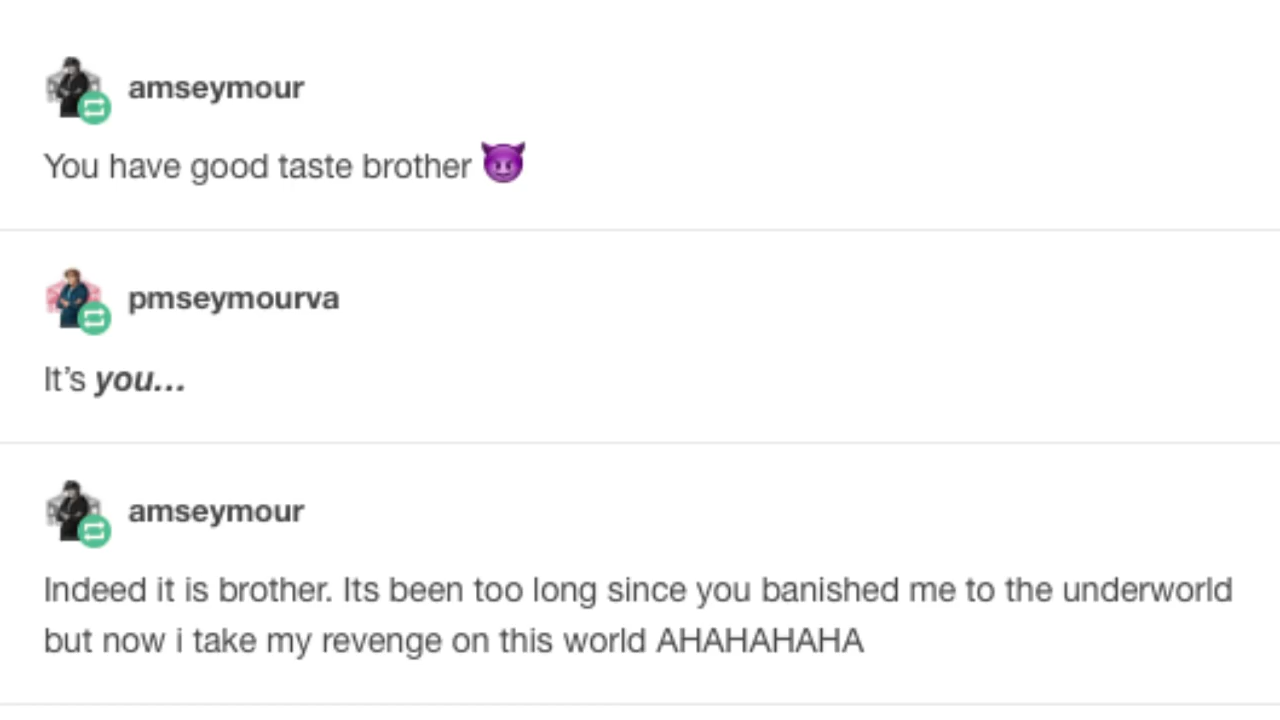 amseymour
You have good taste brother 😈
pmseymourva
It’s you...
amseymour
Indeed it is brother. Its been too long since you banished me to the underworld
but now i take my revenge on this world AHAHAHAHA